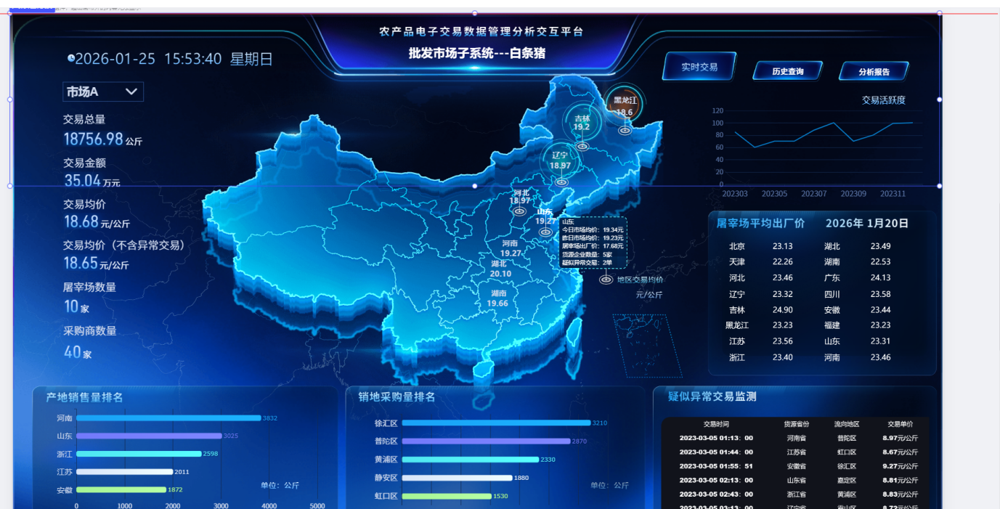 农产品电子交易数据管理分析交互平台
批发市场子系统---白条猪
2026-01-25 15:53:40 星期日
实时交易
历史查询
分析报告
市场A
交易总量
18756.98 公斤
交易金额
35.04 万元
交易均价
18.68 元/公斤
交易均价（不含异常交易）
18.65 元/公斤
屠宰场数量
10 家
采购商数量
40 家
黑龙江
18.6
吉林
19.2
辽宁
18.97
河北
18.97
山东
19.27
河南
19.27
湖北
20.10
湖南
19.66
山东
今日市场均价：19.34元
昨日市场均价：19.23元
屠宰场出厂价：17.68元
货源企业数量：5家
疑似异常交易：2单
地区交易均价
元/公斤
交易活跃度
120
100
80
60
40
20
0
202303 202305 202307 202309 202311
屠宰场平均出厂价 2026年 1月20日
北京 23.13 湖北 23.49
天津 22.26 湖南 22.53
河北 23.46 广东 24.13
辽宁 23.32 四川 23.58
吉林 24.90 安徽 23.44
黑龙江 23.23 福建 23.23
江苏 23.56 山东 23.31
浙江 23.40 河南 23.46
产地销售量排名
河南 3832
山东 3025
浙江 2598
江苏 2011
安徽 1872
单位：公斤
0 1000 2000 3000 4000 5000
销地采购量排名
徐汇区 3210
普陀区 2870
黄浦区 2330
静安区 1880
虹口区 1530
单位：公斤
疑似异常交易监测
交易时间 货源省份 流向地区 交易单价
2023-03-05 01:13：00 河南省 普陀区 8.97元/公斤
2023-03-05 01:44：00 江苏省 虹口区 8.67元/公斤
2023-03-05 01:55：51 安徽省 徐汇区 9.27元/公斤
2023-03-05 02:13：00 山东省 嘉定区 8.81元/公斤
2023-03-05 02:43：00 浙江省 黄浦区 8.83元/公斤
2023-03-05 03:13：00 辽宁省 宝山区 8.72元/公斤